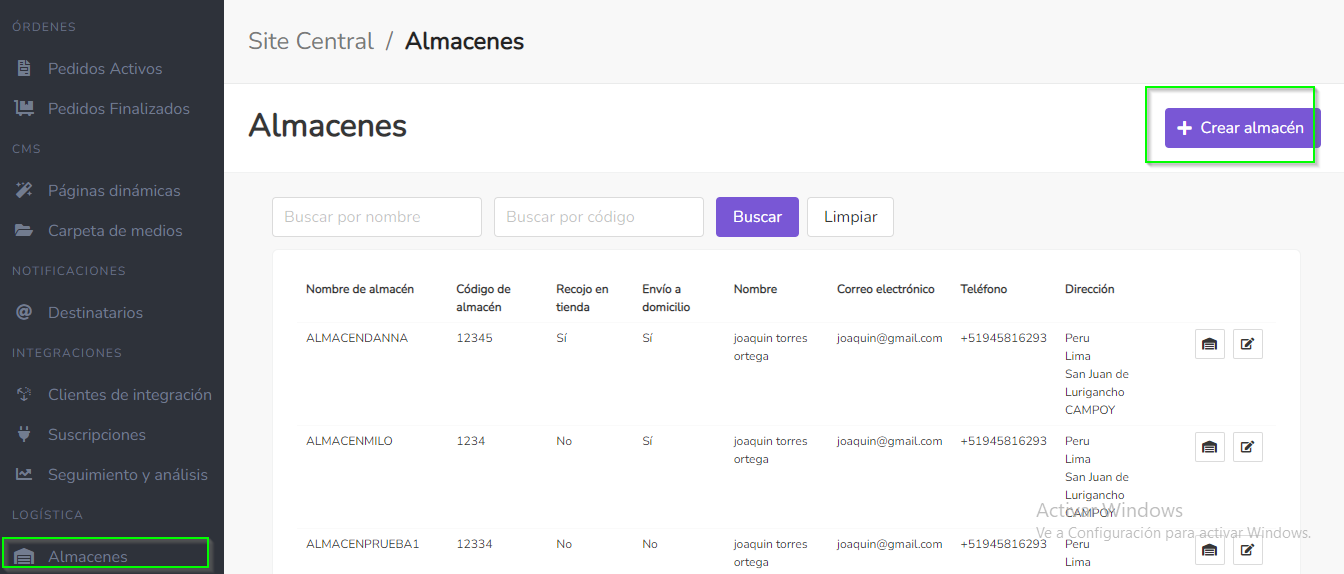 ÓRDENES
Pedidos Activos
Pedidos Finalizados
CMS
Páginas dinámicas
Carpeta de medios
NOTIFICACIONES
Destinatarios
INTEGRACIONES
Clientes de integración
Suscripciones
Seguimiento y análisis
LOGÍSTICA
Almacenes
Site Central / Almacenes
Almacenes
Crear almacén
Buscar por nombre Buscar por código Buscar Limpiar
Nombre de almacén Código de almacén Recojo en tienda Envío a domicilio Nombre Correo electrónico Teléfono Dirección
ALMACENDANNA 12345 Sí Sí joaquin torres ortega joaquin@gmail.com +51945816293 Peru
Lima
San Juan de
Lurigancho
CAMPOY
ALMACENMILO 1234 No Sí joaquin torres ortega joaquin@gmail.com +51945816293 Peru
Lima
San Juan de
Lurigancho
CAMPOY
ALMACENPRUEBA1 12334 No No joaquin torres ortega joaquin@gmail.com +51945816293 Peru
Lima
Activar Windows
Ve a Configuración para activar Windows.